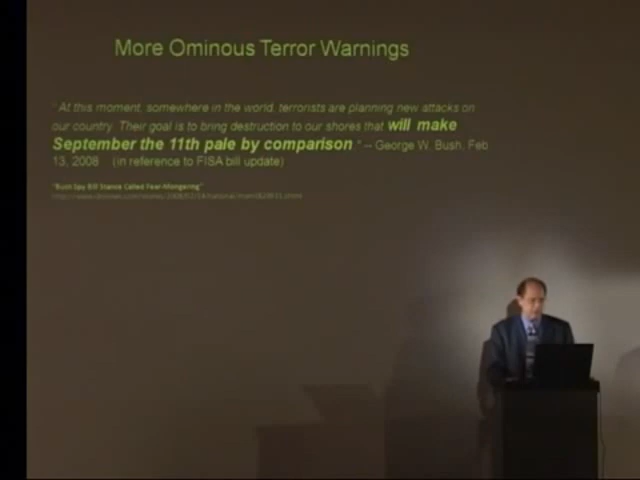 More Ominous Terror Warnings
"At this moment, somewhere in the world, terrorists are planning new attacks on
our country. Their goal is to bring destruction to our shores that will make
September the 11th pale by comparison." -- George W. Bush, Feb
13, 2008 (in reference to FISA bill update)
"Bush Spy Bill Stance Called Fear-Mongering"